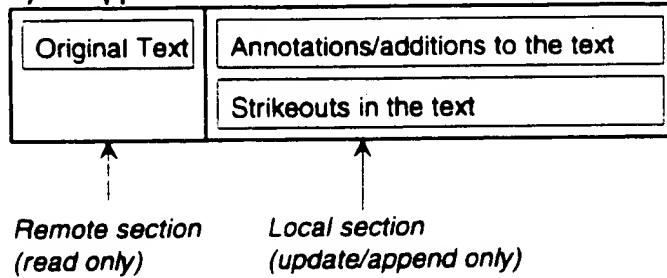 Original Text
Annotations/additions to the text
Strikeouts in the text
Remote section
(read only)
Local section
(update/append only)